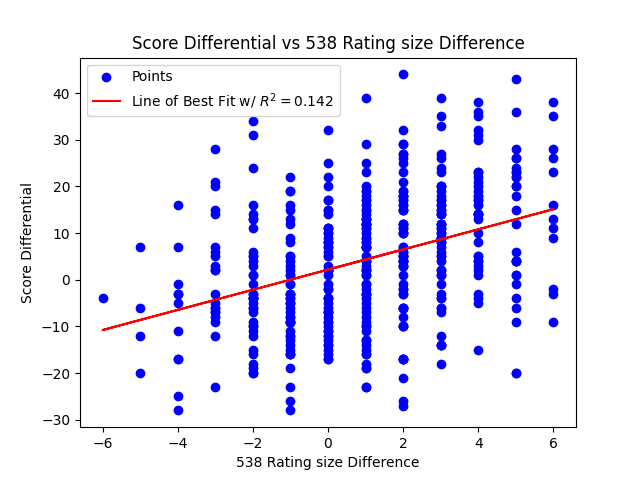 Score Differential vs 538 Rating size Difference
Points
Line of Best Fit w/ R² = 0.142
Score Differential
40
30
20
10
0
−10
−20
−30
−6 −4 −2 0 2 4 6
538 Rating size Difference